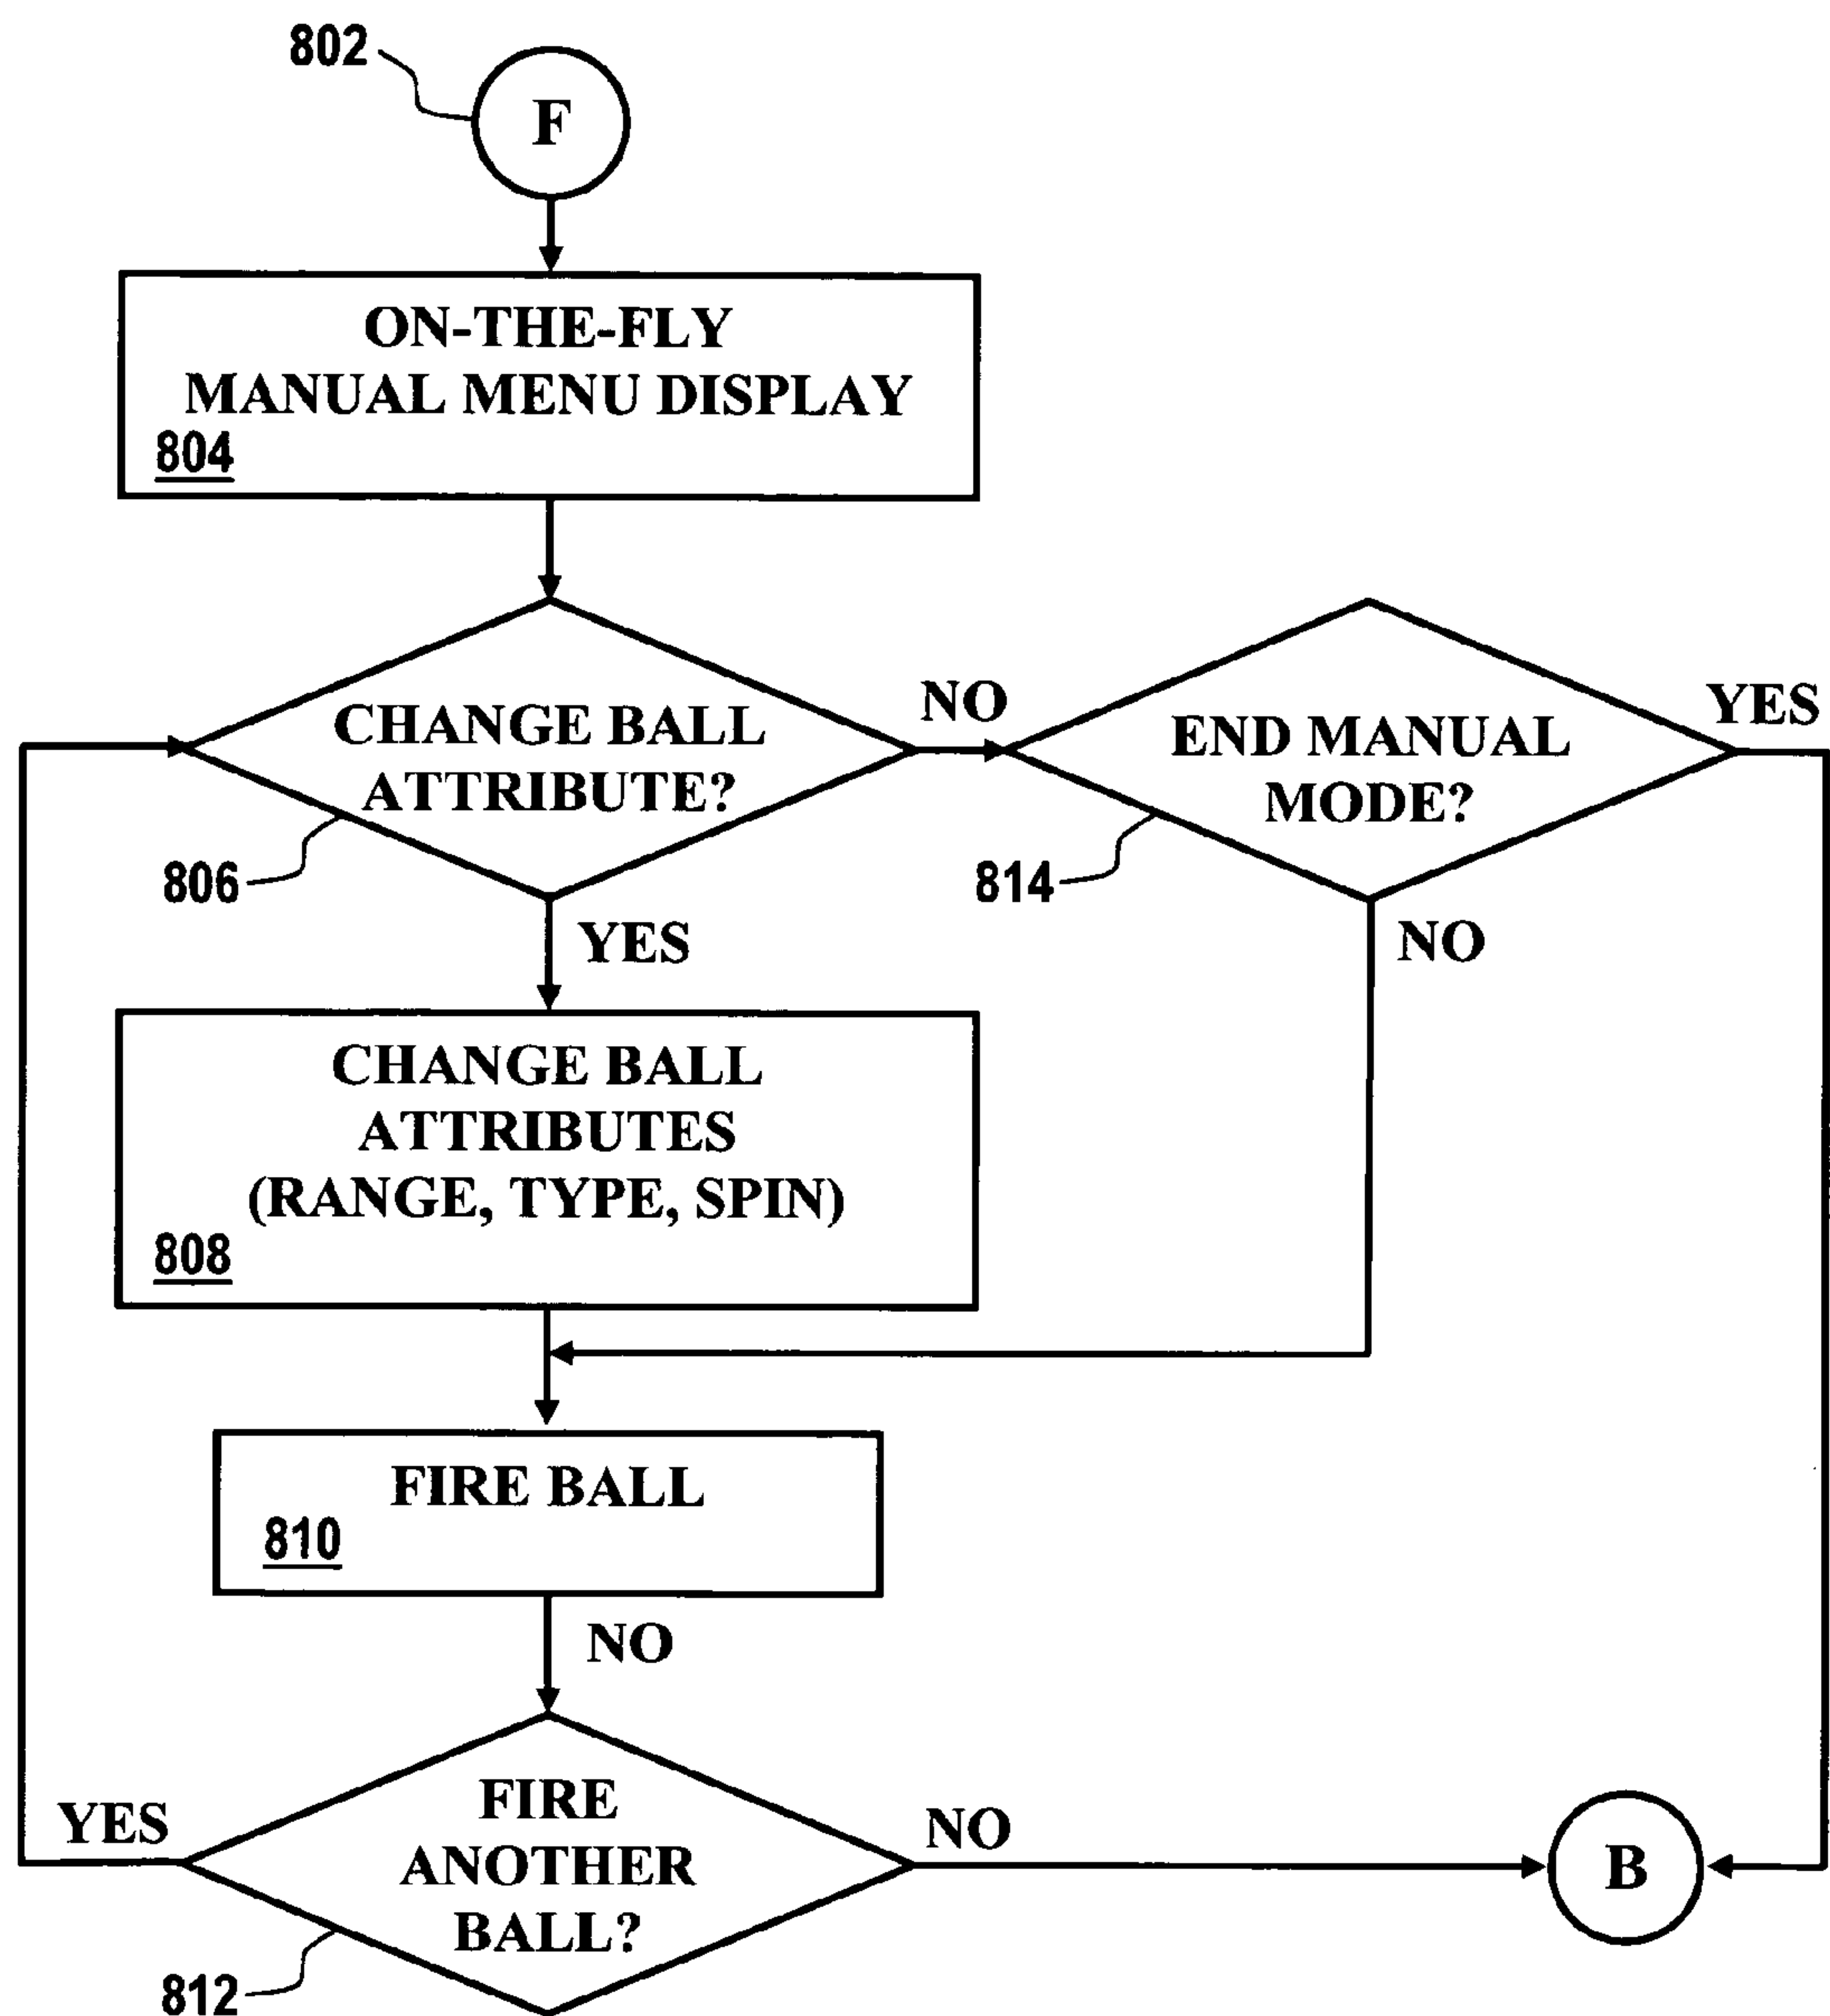 802
F
ON-THE-FLY
MANUAL MENU DISPLAY
804
CHANGE BALL
ATTRIBUTE?
806
NO
END MANUAL
MODE?
814
YES
YES
NO
CHANGE BALL
ATTRIBUTES
(RANGE, TYPE, SPIN)
808
FIRE BALL
810
NO
FIRE
ANOTHER
BALL?
812
YES
NO
B